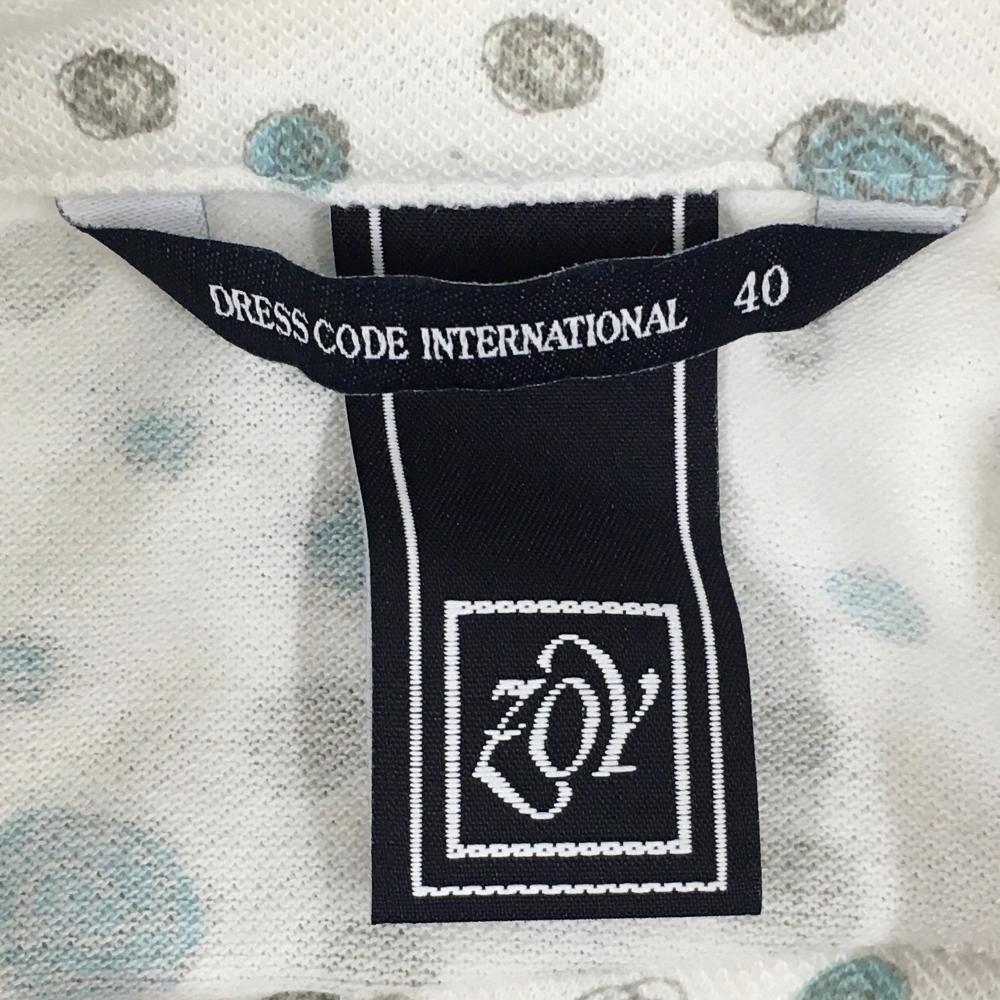 DRESS CODE INTERNATIONAL 40
ZOY